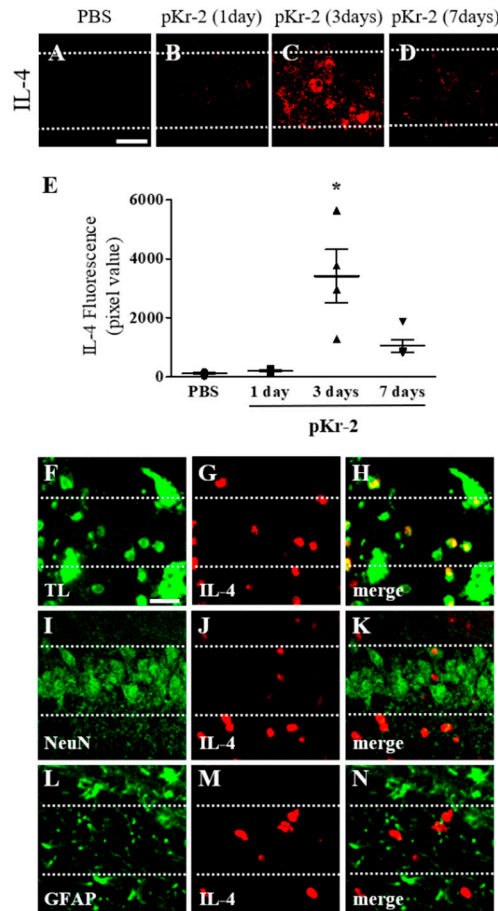 PBS pKr-2 (1day) pKr-2 (3days) pKr-2 (7days)
IL-4
A B C D
E
IL-4 Fluorescence
(pixel value)
6000
4000
2000
0
*
PBS 1 day 3 days 7 days
pKr-2
F G H
TL IL-4 merge
I J K
NeuN IL-4 merge
L M N
GFAP IL-4 merge